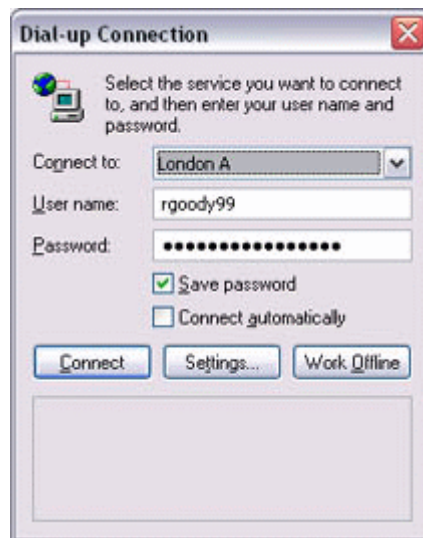 Dial-up Connection
Select the service you want to connect
to, and then enter your user name and
password.
Connect to: London A
User name: rgoody99
Password: ●●●●●●●●●●●●●●●●
Save password
Connect automatically
Connect Settings... Work Offline